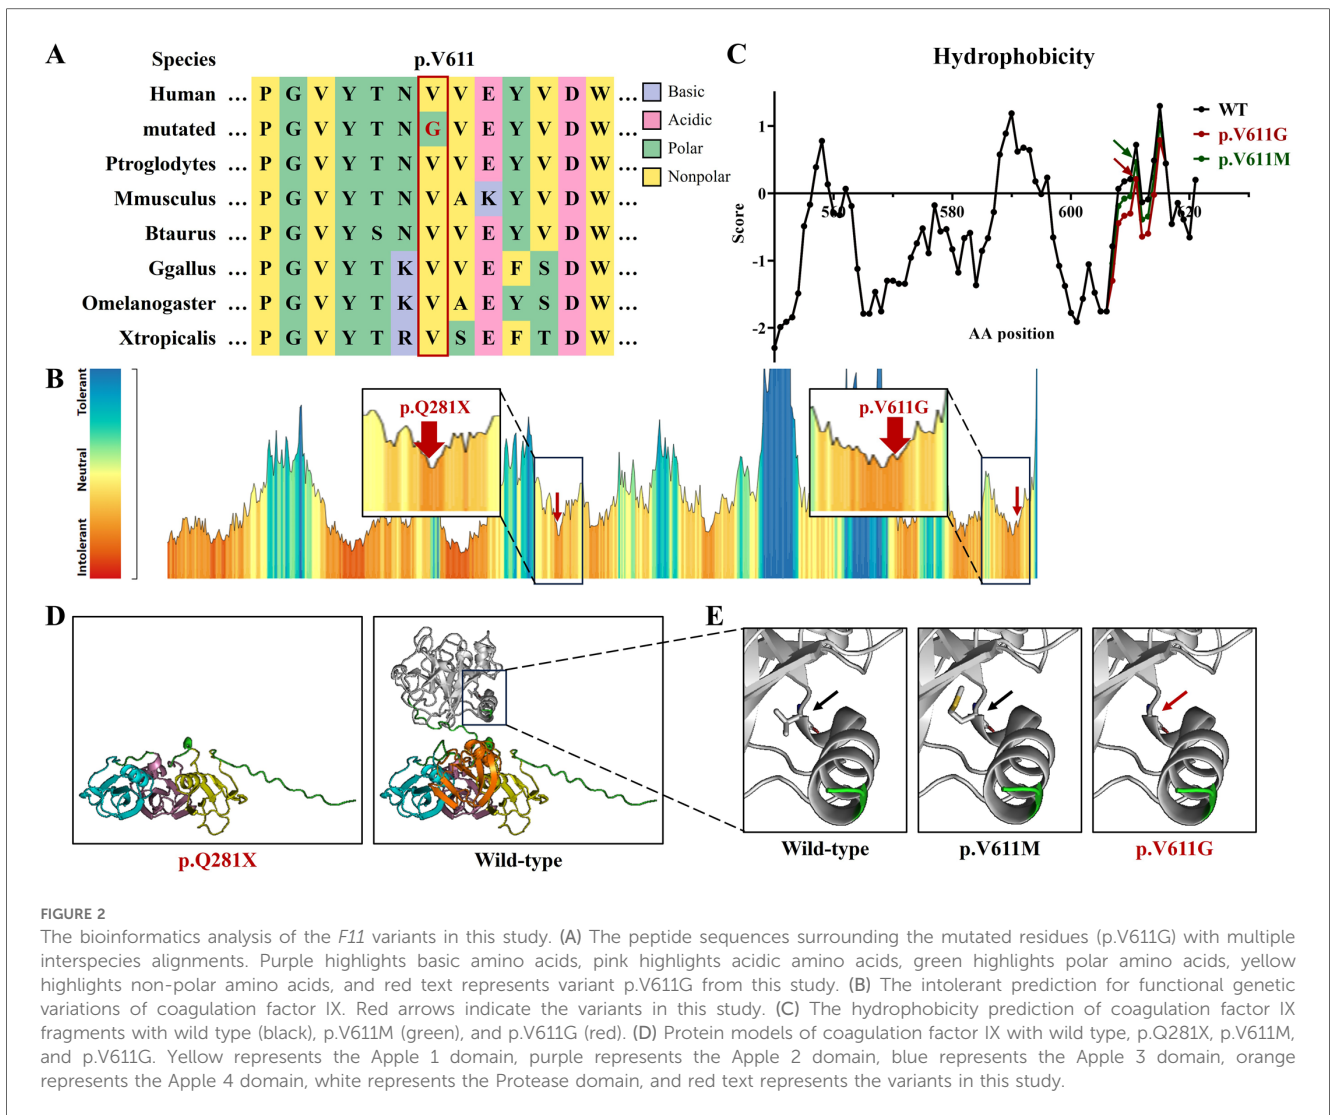 A
Species
p.V611
Human ... P G V Y T N V V E Y V D W ...
mutated ... P G V Y T N G V E Y V D W ...
Ptroglodytes ... P G V Y T N V V E Y V D W ...
Mmusculus ... P G V Y T N V A K Y V D W ...
Btaurus ... P G V Y S N V V E Y V D W ...
Ggallus ... P G V Y T K V V E F S D W ...
Omelanogaster ... P G V Y T K V A E Y S D W ...
Xtropicalis ... P G V Y T R V S E F T D W ...
Basic
Acidic
Polar
Nonpolar
C
Hydrophobicity
WT
p.V611G
p.V611M
1
0
-1
-2
Score
560
580
600
620
AA position
B
Tolerant
Neutral
Intolerant
p.Q281X
p.V611G
D
p.Q281X
Wild-type
E
Wild-type
p.V611M
p.V611G
FIGURE 2
The bioinformatics analysis of the F11 variants in this study. (A) The peptide sequences surrounding the mutated residues (p.V611G) with multiple
interspecies alignments. Purple highlights basic amino acids, pink highlights acidic amino acids, green highlights polar amino acids, yellow
highlights non-polar amino acids, and red text represents variant p.V611G from this study. (B) The intolerant prediction for functional genetic
variations of coagulation factor IX. Red arrows indicate the variants in this study. (C) The hydrophobicity prediction of coagulation factor IX
fragments with wild type (black), p.V611M (green), and p.V611G (red). (D) Protein models of coagulation factor IX with wild type, p.Q281X, p.V611M,
and p.V611G. Yellow represents the Apple 1 domain, purple represents the Apple 2 domain, blue represents the Apple 3 domain, orange
represents the Apple 4 domain, white represents the Protease domain, and red text represents the variants in this study.